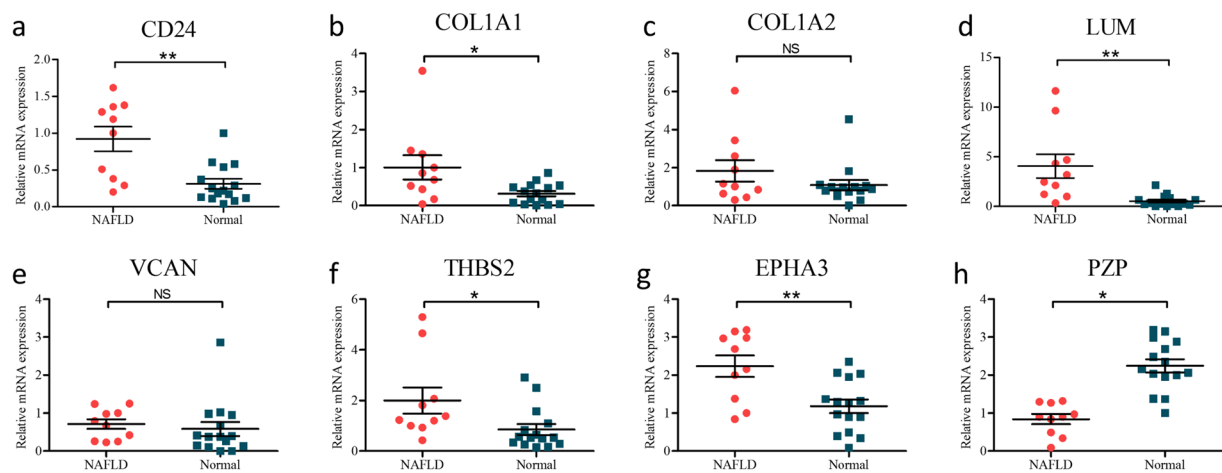 a CD24
**
Relative mRNA expression
2.0
1.5
1.0
0.5
0.0
NAFLD Normal
b COL1A1
*
Relative mRNA expression
4
3
2
1
0
NAFLD Normal
c COL1A2
NS
Relative mRNA expression
8
6
4
2
0
NAFLD Normal
d LUM
**
Relative mRNA expression
15
10
5
0
NAFLD Normal
e VCAN
NS
Relative mRNA expression
4
3
2
1
0
NAFLD Normal
f THBS2
*
Relative mRNA expression
6
4
2
0
NAFLD Normal
g EPHA3
**
Relative mRNA expression
4
3
2
1
0
NAFLD Normal
h PZP
*
Relative mRNA expression
4
3
2
1
0
NAFLD Normal